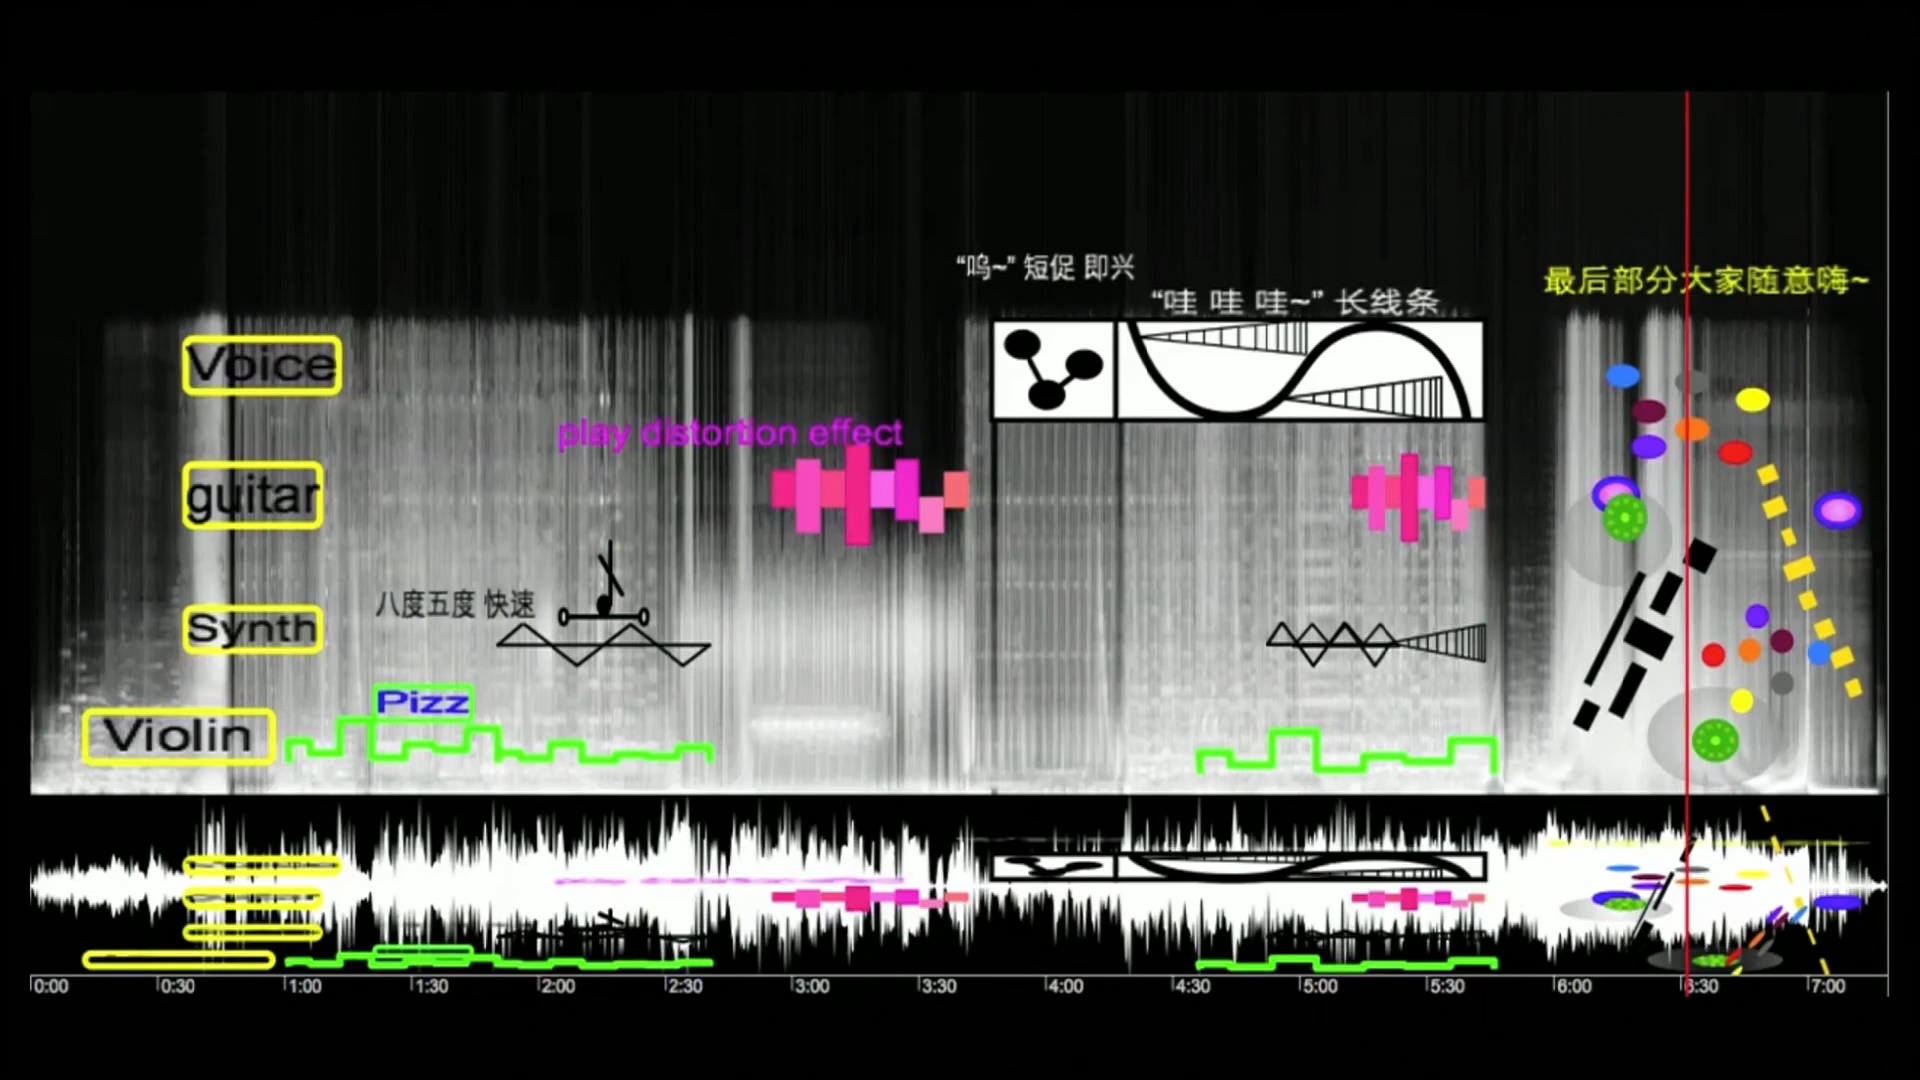 “呜~” 短促 即兴
最后部分大家随意嗨~
“哇 哇 哇~” 长线条
Voice
play distortion effect
guitar
八度五度 快速
Synth
Pizz
Violin
0:00 0:30 1:00 1:30 2:00 2:30 3:00 3:30 4:00 4:30 5:00 5:30 6:00 6:30 7:00